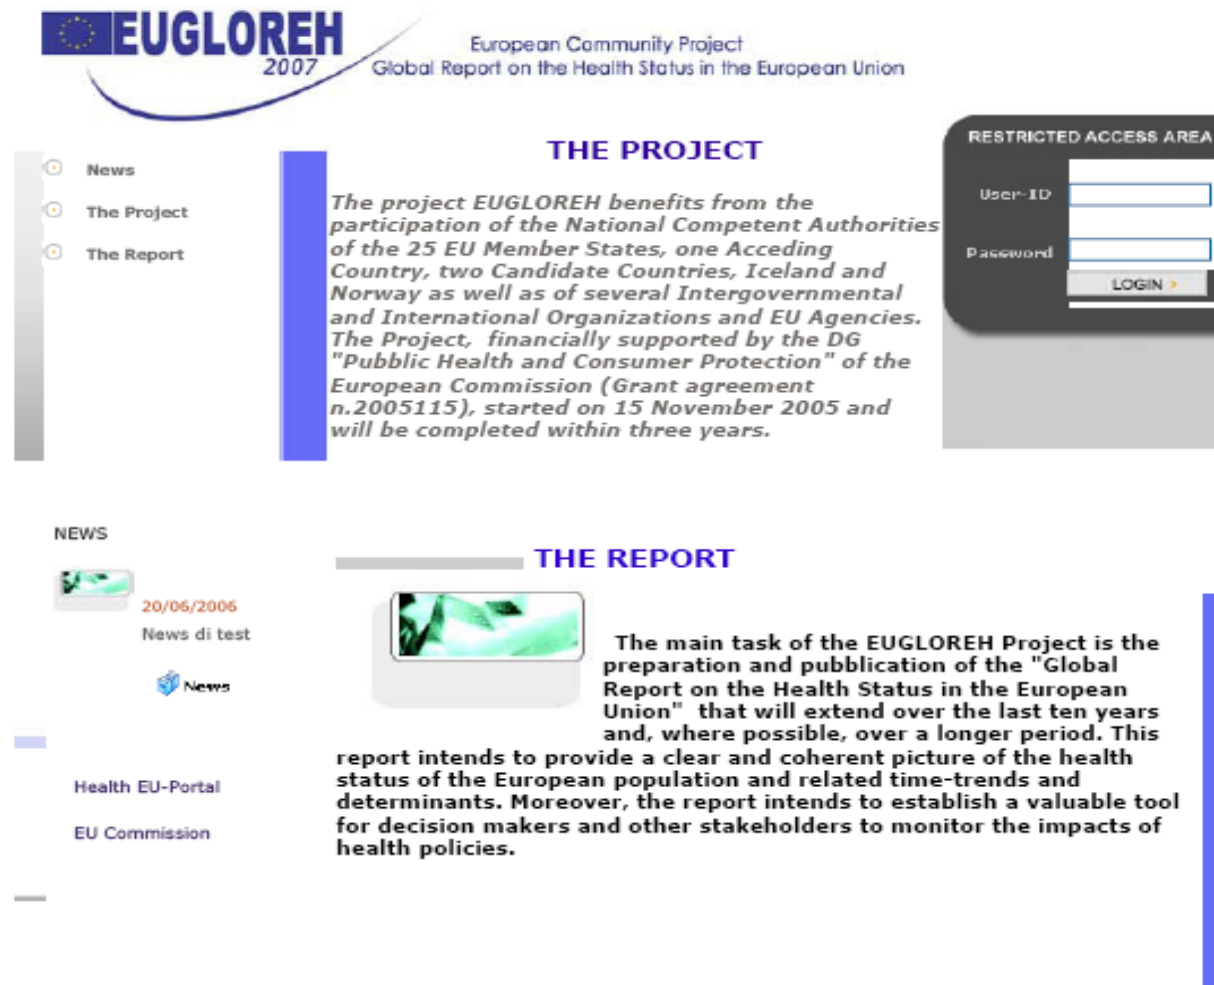 EUGLOREH
2007
European Community Project
Global Report on the Health Status in the European Union
News
The Project
The Report
THE PROJECT
The project EUGLOREH benefits from the
participation of the National Competent Authorities
of the 25 EU Member States, one Acceding
Country, two Candidate Countries, Iceland and
Norway as well as of several Intergovernmental
and International Organizations and EU Agencies.
The Project,  financially supported by the DG
"Pubblic Health and Consumer Protection" of the
European Commission (Grant agreement
n.2005115), started on 15 November 2005 and
will be completed within three years.
RESTRICTED ACCESS AREA
User-ID
Password
LOGIN
NEWS
20/06/2006
News di test
News
Health EU-Portal
EU Commission
THE REPORT
The main task of the EUGLOREH Project is the
preparation and pubblication of the "Global
Report on the Health Status in the European
Union"  that will extend over the last ten years
and, where possible, over a longer period. This
report intends to provide a clear and coherent picture of the health
status of the European population and related time-trends and
determinants. Moreover, the report intends to establish a valuable tool
for decision makers and other stakeholders to monitor the impacts of
health policies.